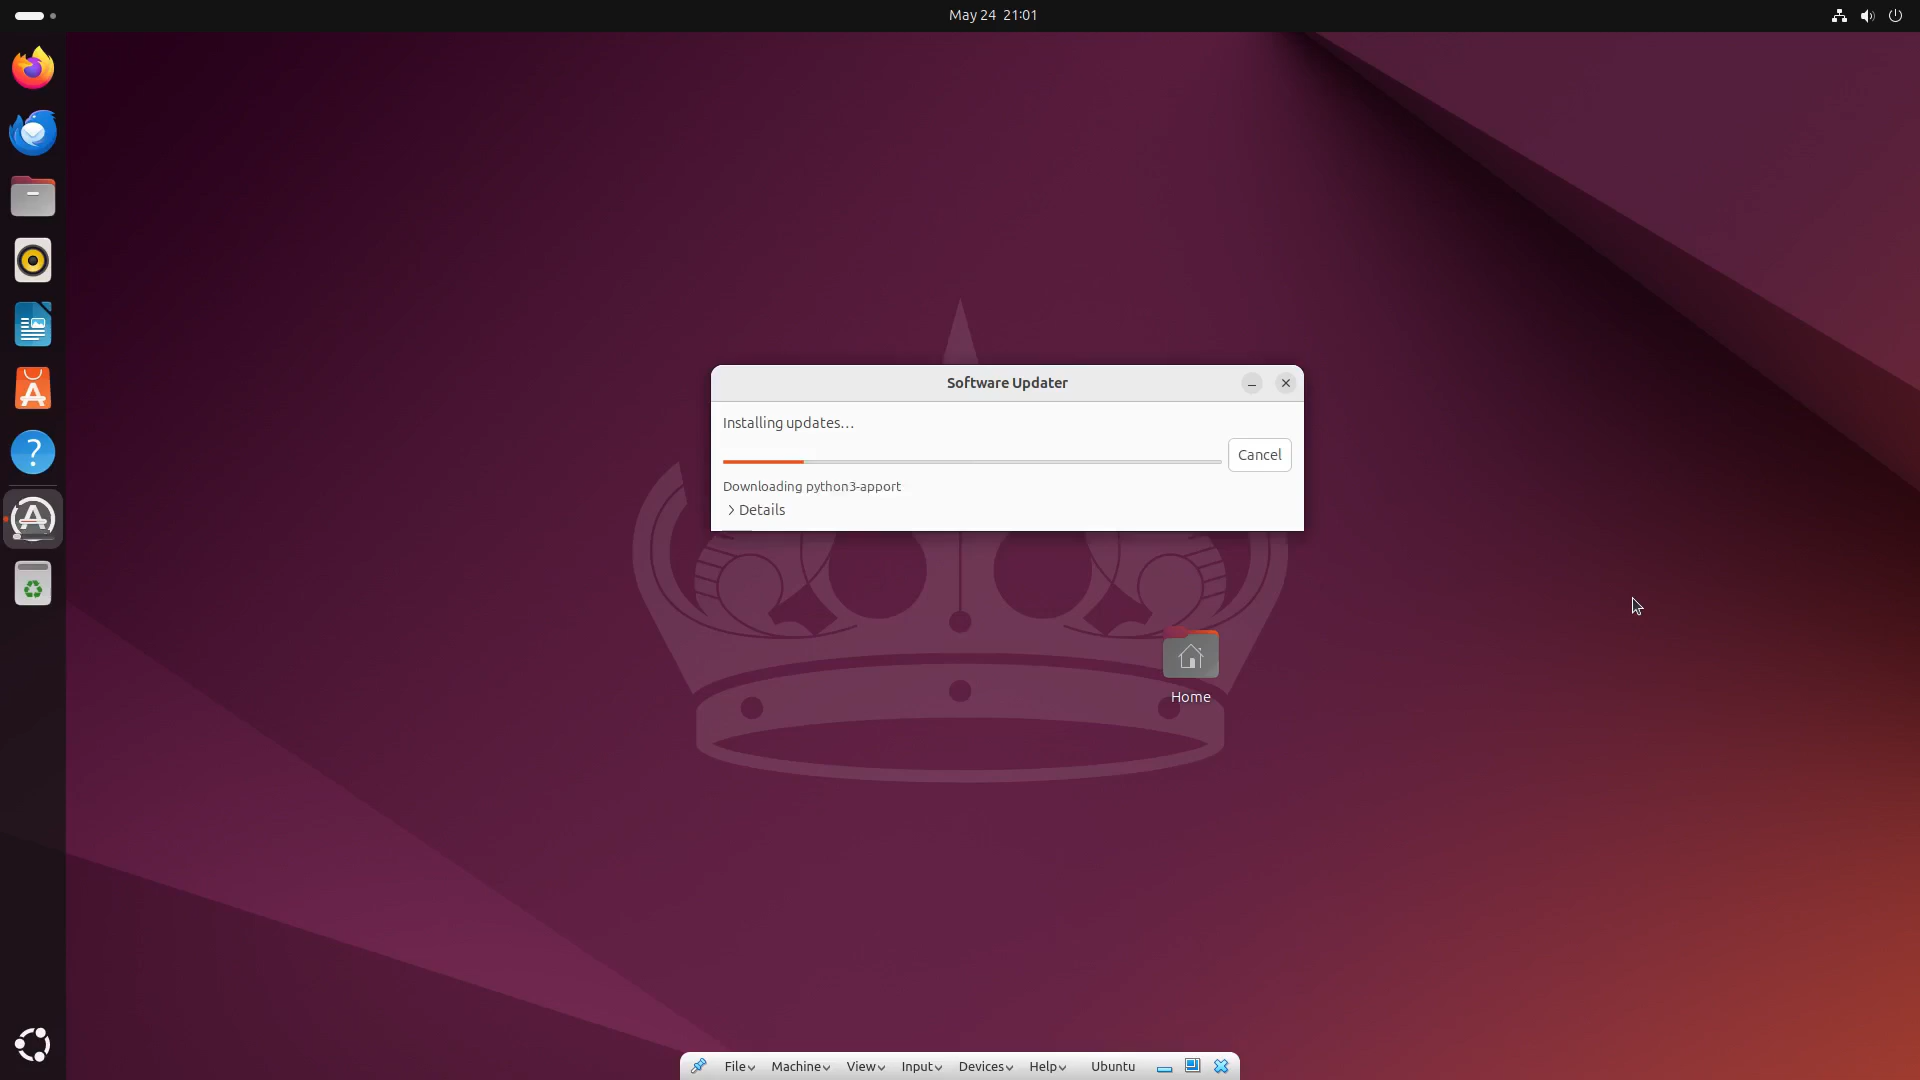 May 24 21:01
Software Updater
Installing updates…
Cancel
Downloading python3-apport
Details
Home
File Machine View Input Devices Help Ubuntu